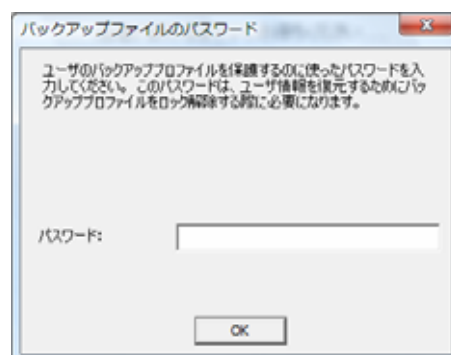 バックアップファイルのパスワード
ユーザのバックアッププロファイルを保護するのに使ったパスワードを入
力してください。このパスワードは、ユーザ情報を復元するためにバッ
クアッププロファイルをロック解除する際に必要になります。
パスワード:
OK